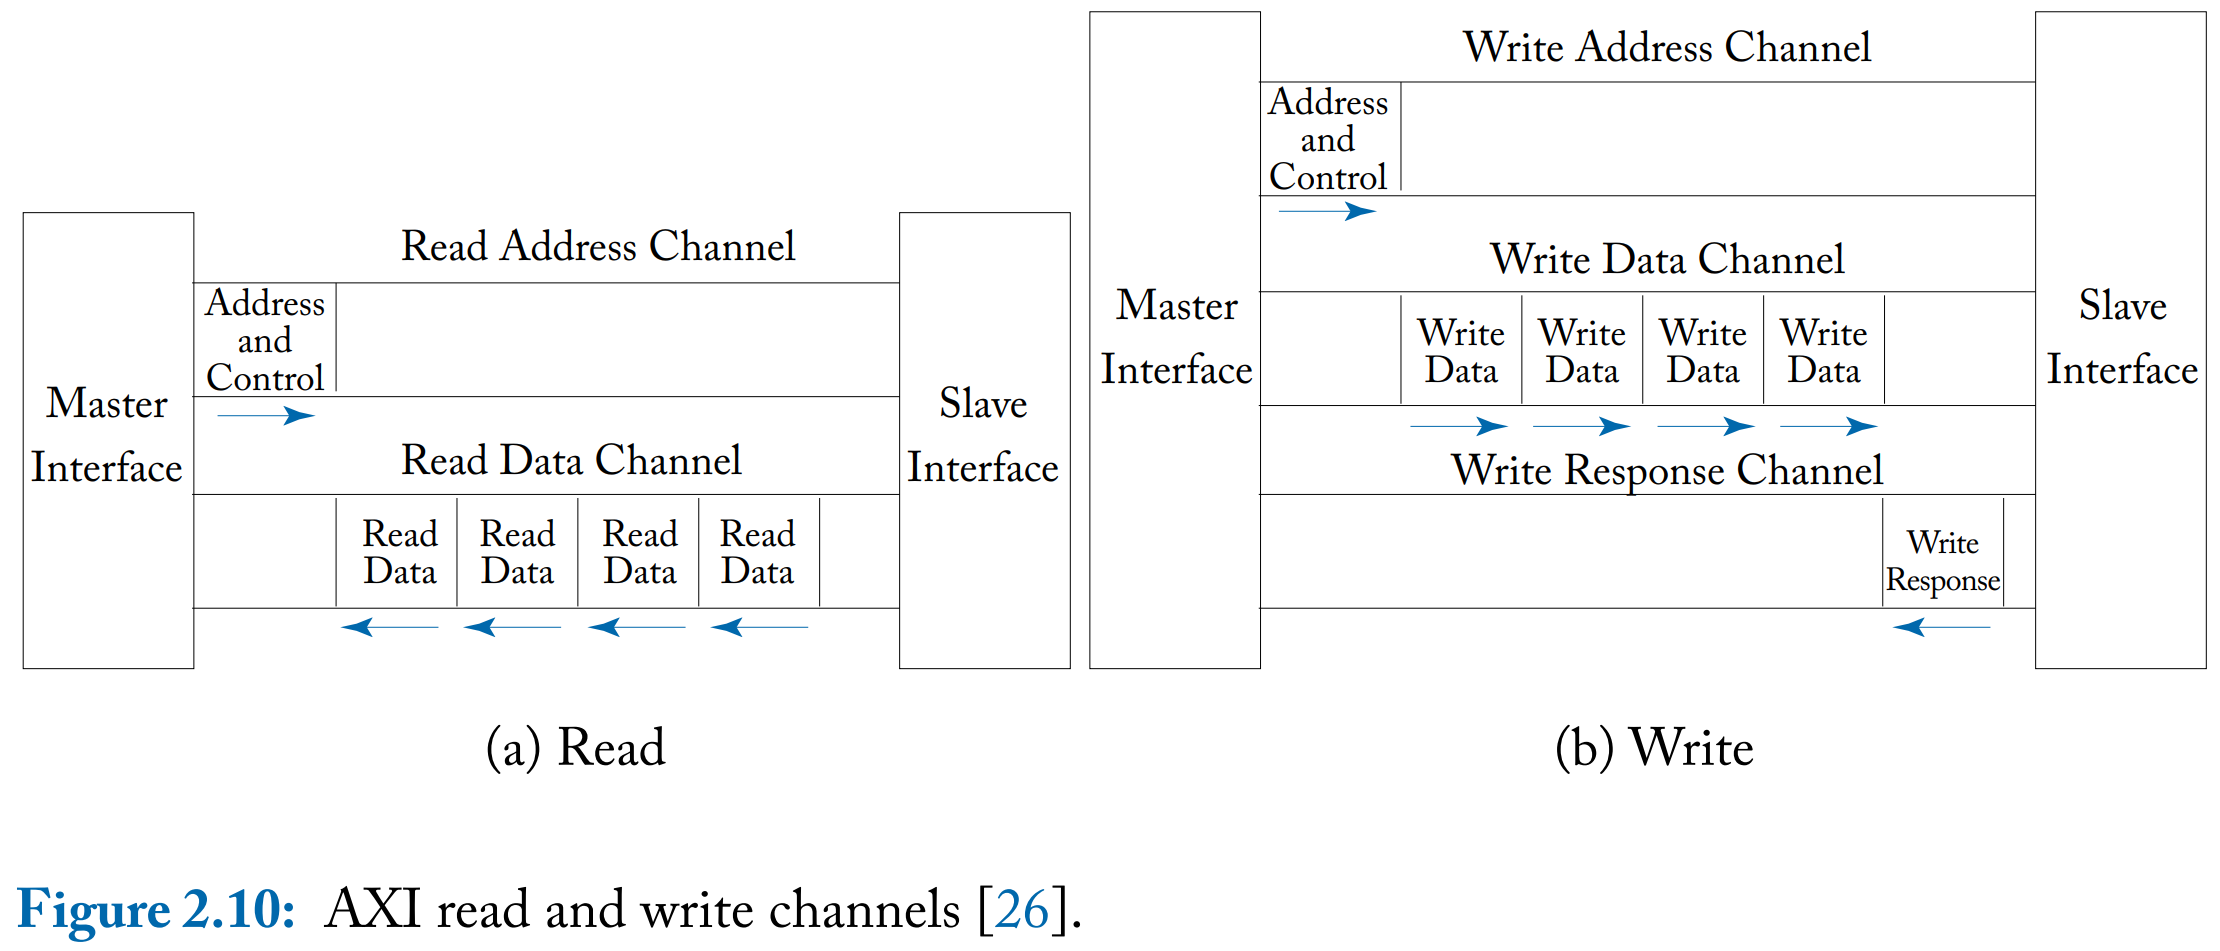 Read Address Channel
Address
and
Control
Master
Interface
Slave
Interface
Read Data Channel
Read
Data
Read
Data
Read
Data
Read
Data
(a) Read
Write Address Channel
Address
and
Control
Write Data Channel
Master
Interface
Slave
Interface
Write
Data
Write
Data
Write
Data
Write
Data
Write Response Channel
Write
Response
(b) Write
Figure 2.10: AXI read and write channels [26].